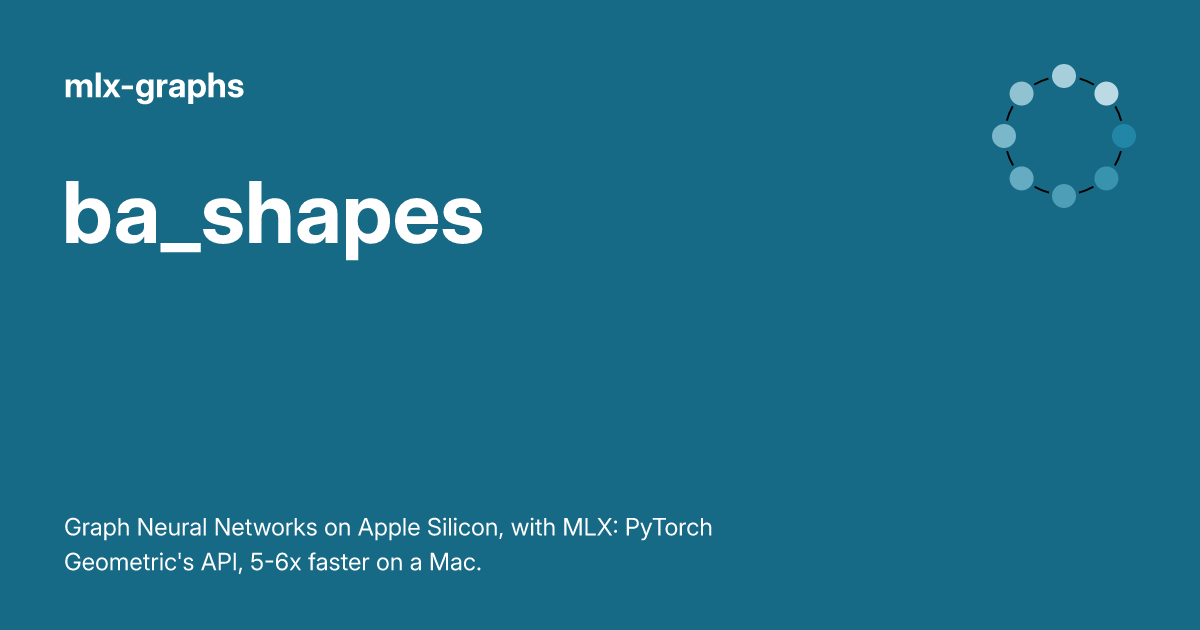 mlx-graphs
ba_shapes
Graph Neural Networks on Apple Silicon, with MLX: PyTorch
Geometric's API, 5-6x faster on a Mac.